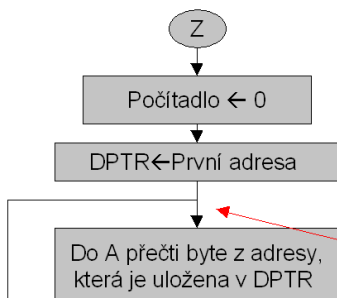 Z
Počítadlo ← 0
DPTR←První adresa
Do A přečti byte z adresy,
která je uložena v DPTR